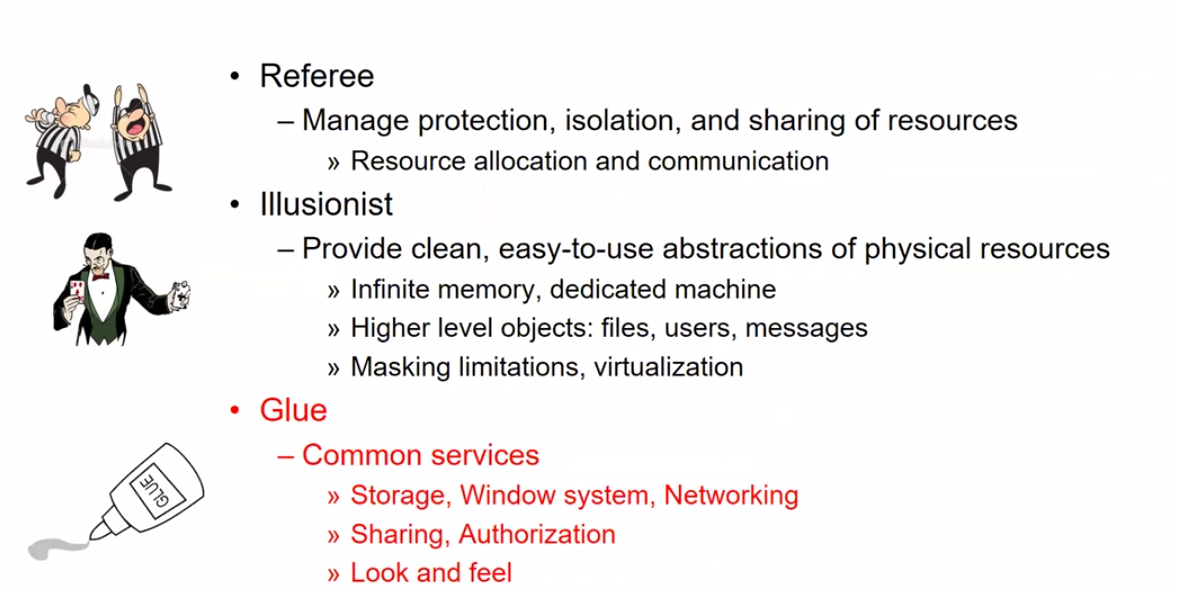 • Referee
– Manage protection, isolation, and sharing of resources
» Resource allocation and communication
• Illusionist
– Provide clean, easy-to-use abstractions of physical resources
» Infinite memory, dedicated machine
» Higher level objects: files, users, messages
» Masking limitations, virtualization
• Glue
– Common services
» Storage, Window system, Networking
» Sharing, Authorization
» Look and feel
GLUE